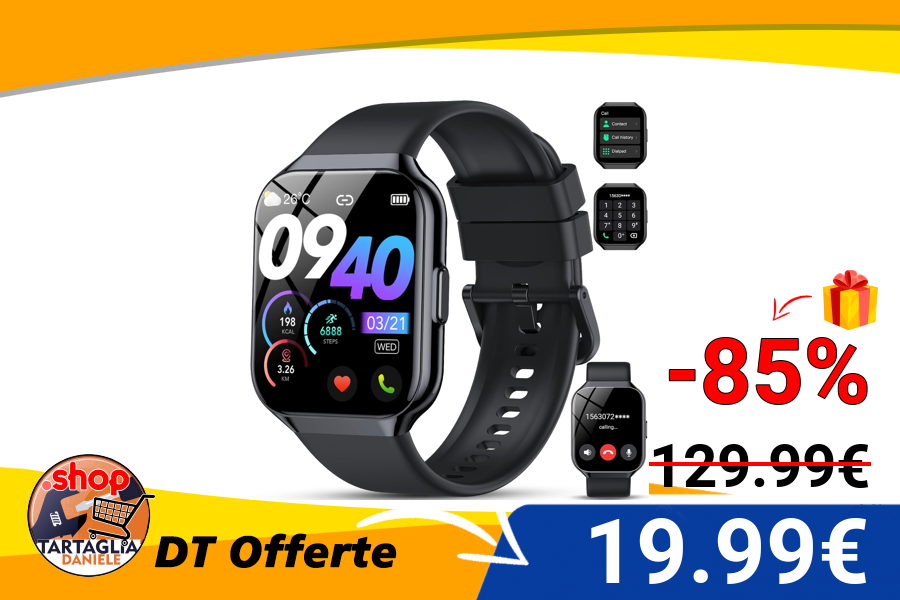 26°C
09
40
198
KCAL
6888
STEPS
03/21
WED
3.26
KM
Call
Contact
Call history
Dialpad
15630****
1 2 3
4 5 6
7* 8 9#
0+
1563072****
calling...
-85%
129.99€
19.99€
.shop
TARTAGLIA
DANIELE
DT Offerte